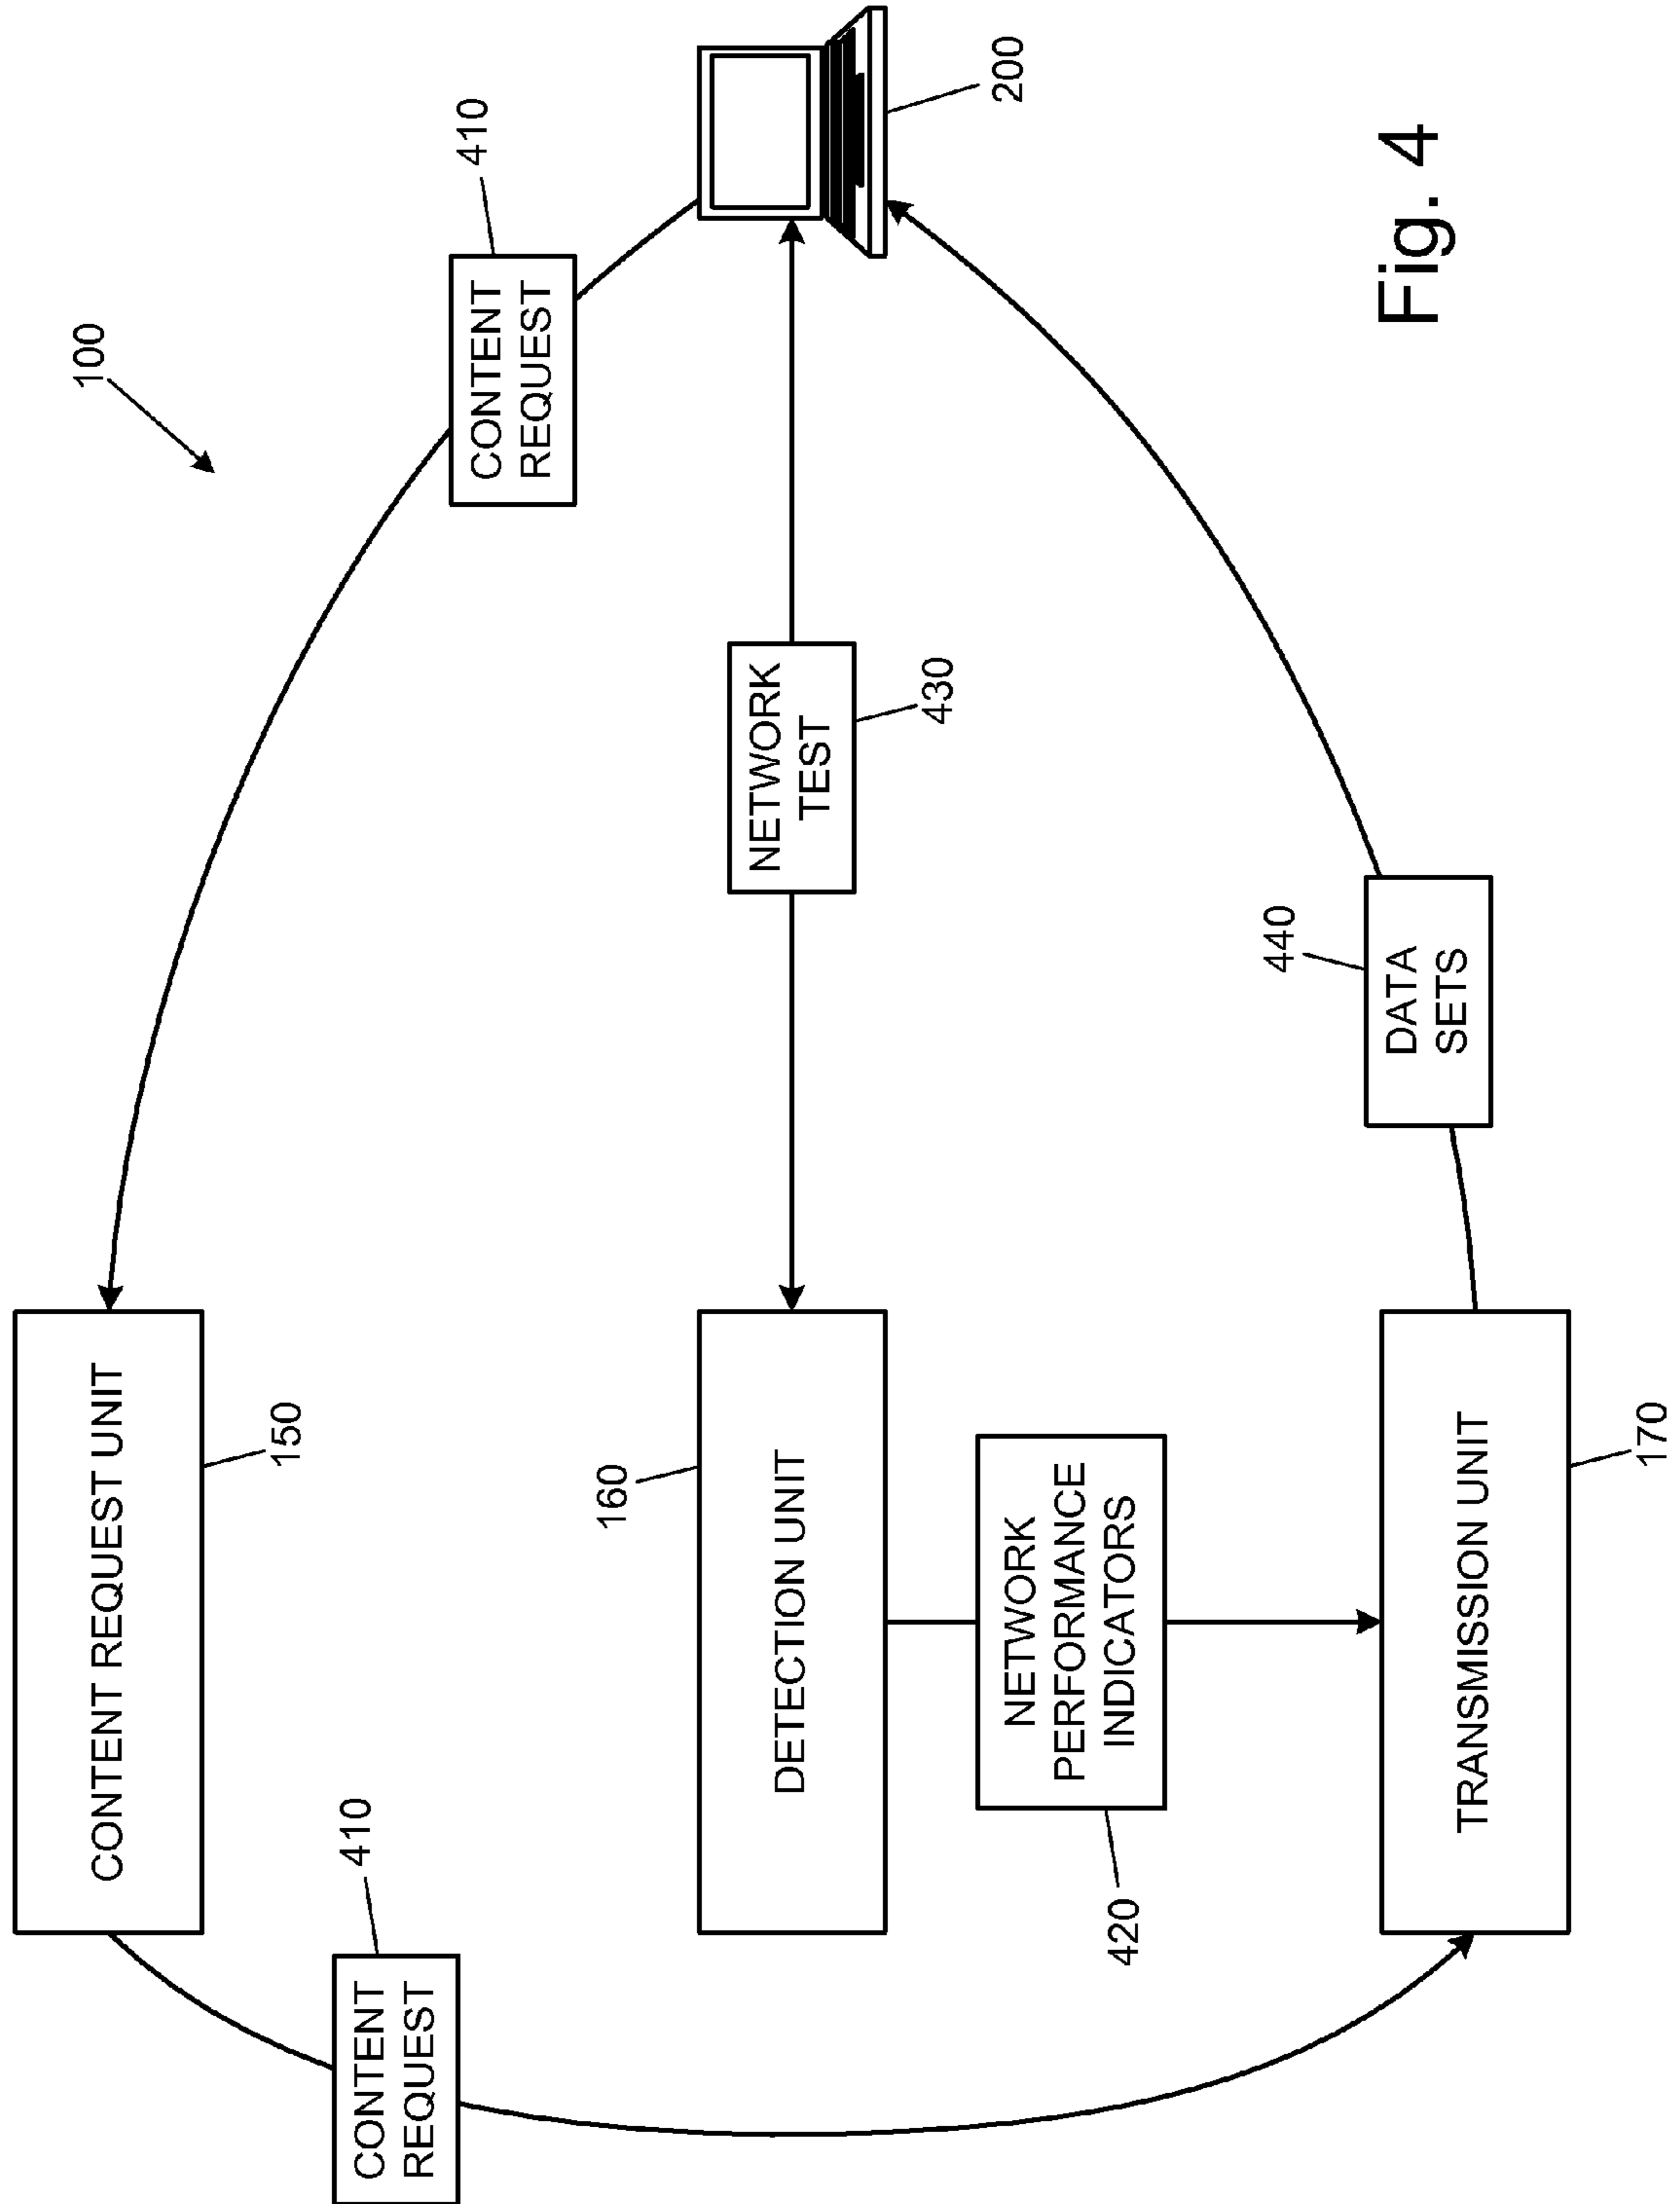 100
CONTENT REQUEST UNIT
150
410
CONTENT
REQUEST
410
CONTENT
REQUEST
DETECTION UNIT
160
NETWORK
TEST
430
200
NETWORK
PERFORMANCE
INDICATORS
420
TRANSMISSION UNIT
170
DATA
SETS
440
Fig. 4